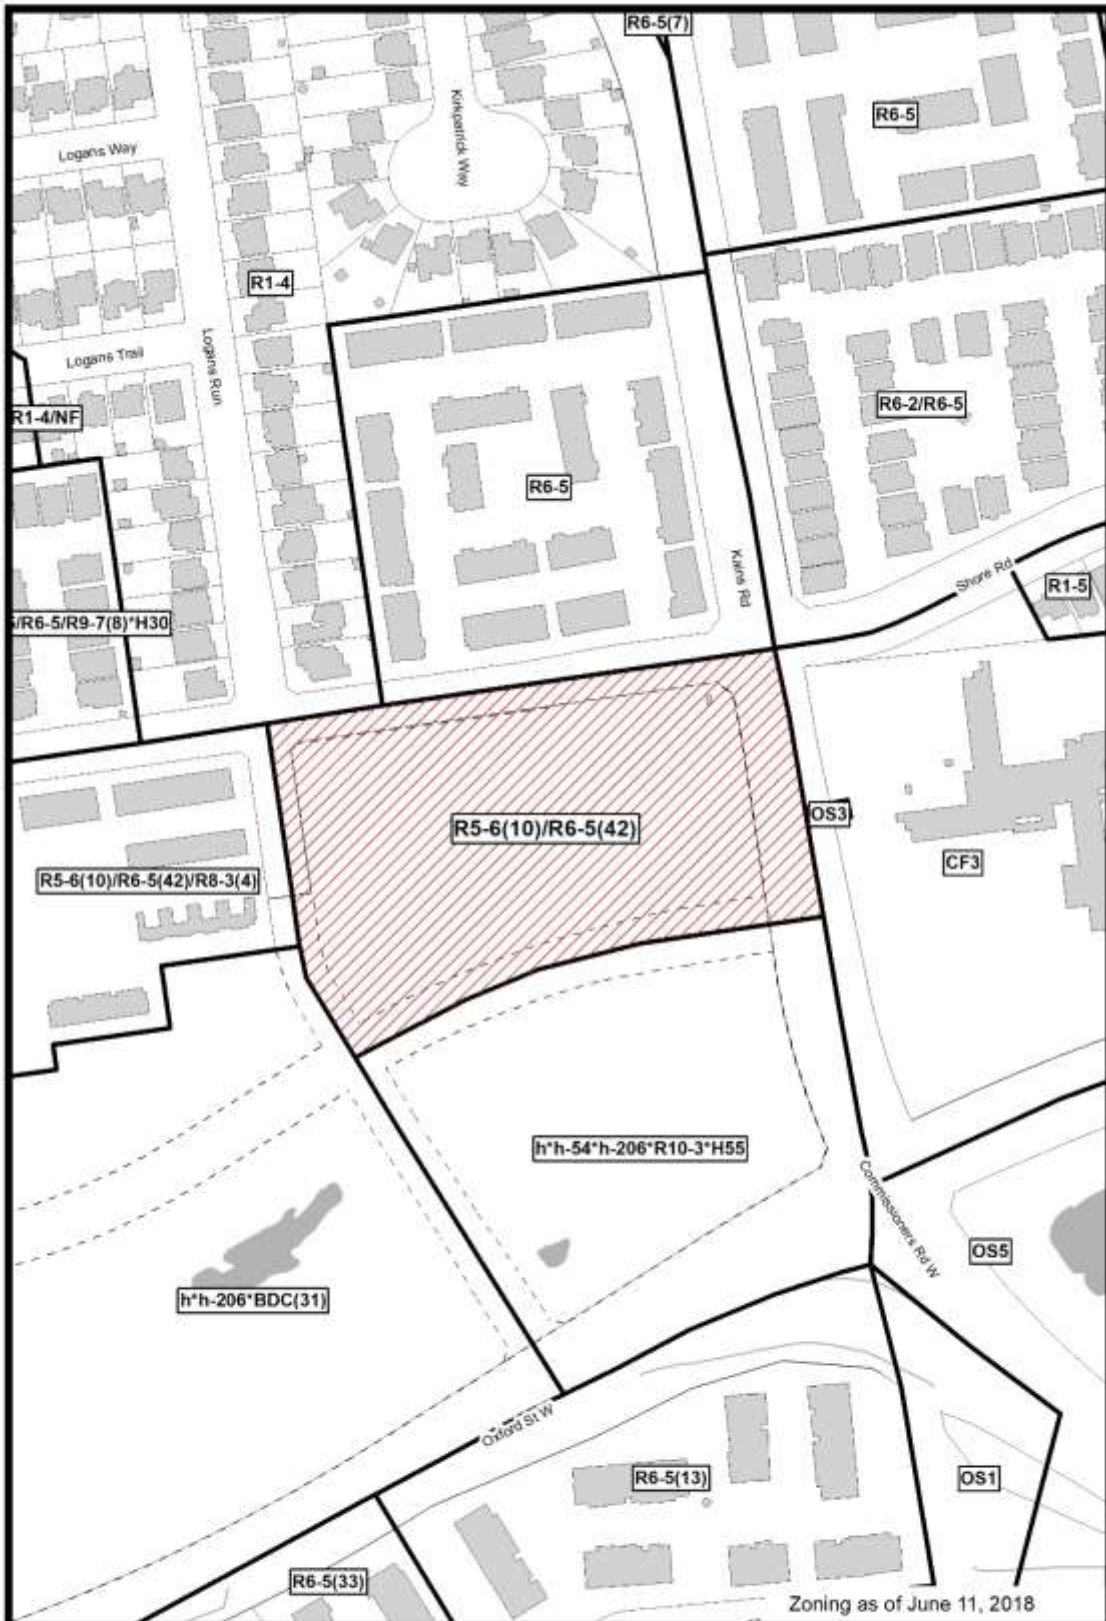 R6-5(7)
R6-5
Kirkpatrick Way
Logans Way
R1-4
Logans Trail
Logans Run
R1-4/NF
R6-2/R6-5
R6-5
Kains Rd
Shore Rd
R1-5
/R6-5/R9-7(8)*H30
R5-6(10)/R6-5(42)
OS3
CF3
R5-6(10)/R6-5(42)/R8-3(4)
h*h-54*h-206*R10-3*H55
Commissioners Rd W
OS5
h*h-206*BDC(31)
Oxford St W
R6-5(13)
OS1
R6-5(33)
Zoning as of June 11, 2018